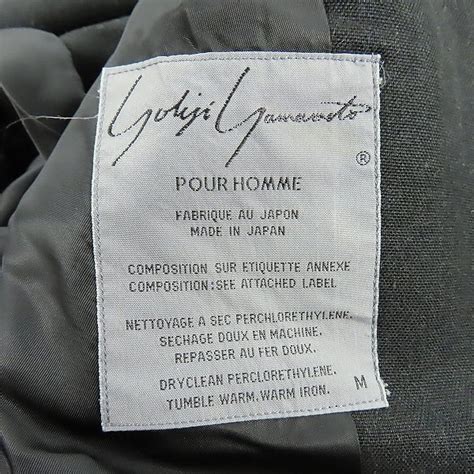 Yohji Yamamoto
®
POUR HOMME
FABRIQUE AU JAPON
MADE IN JAPAN
COMPOSITION SUR ETIQUETTE ANNEXE
COMPOSITION:SEE ATTACHED LABEL
NETTOYAGE A SEC PERCHLORETHYLENE.
SECHAGE DOUX EN MACHINE.
REPASSER AU FER DOUX.
DRYCLEAN PERCLORETHYLENE.
TUMBLE WARM.WARM IRON.
M